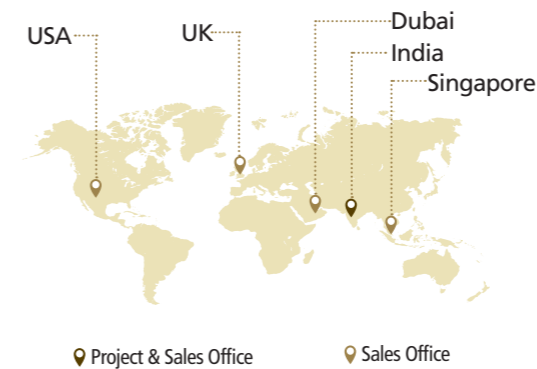 USA
UK
Dubai
India
Singapore
Project & Sales Office
Sales Office